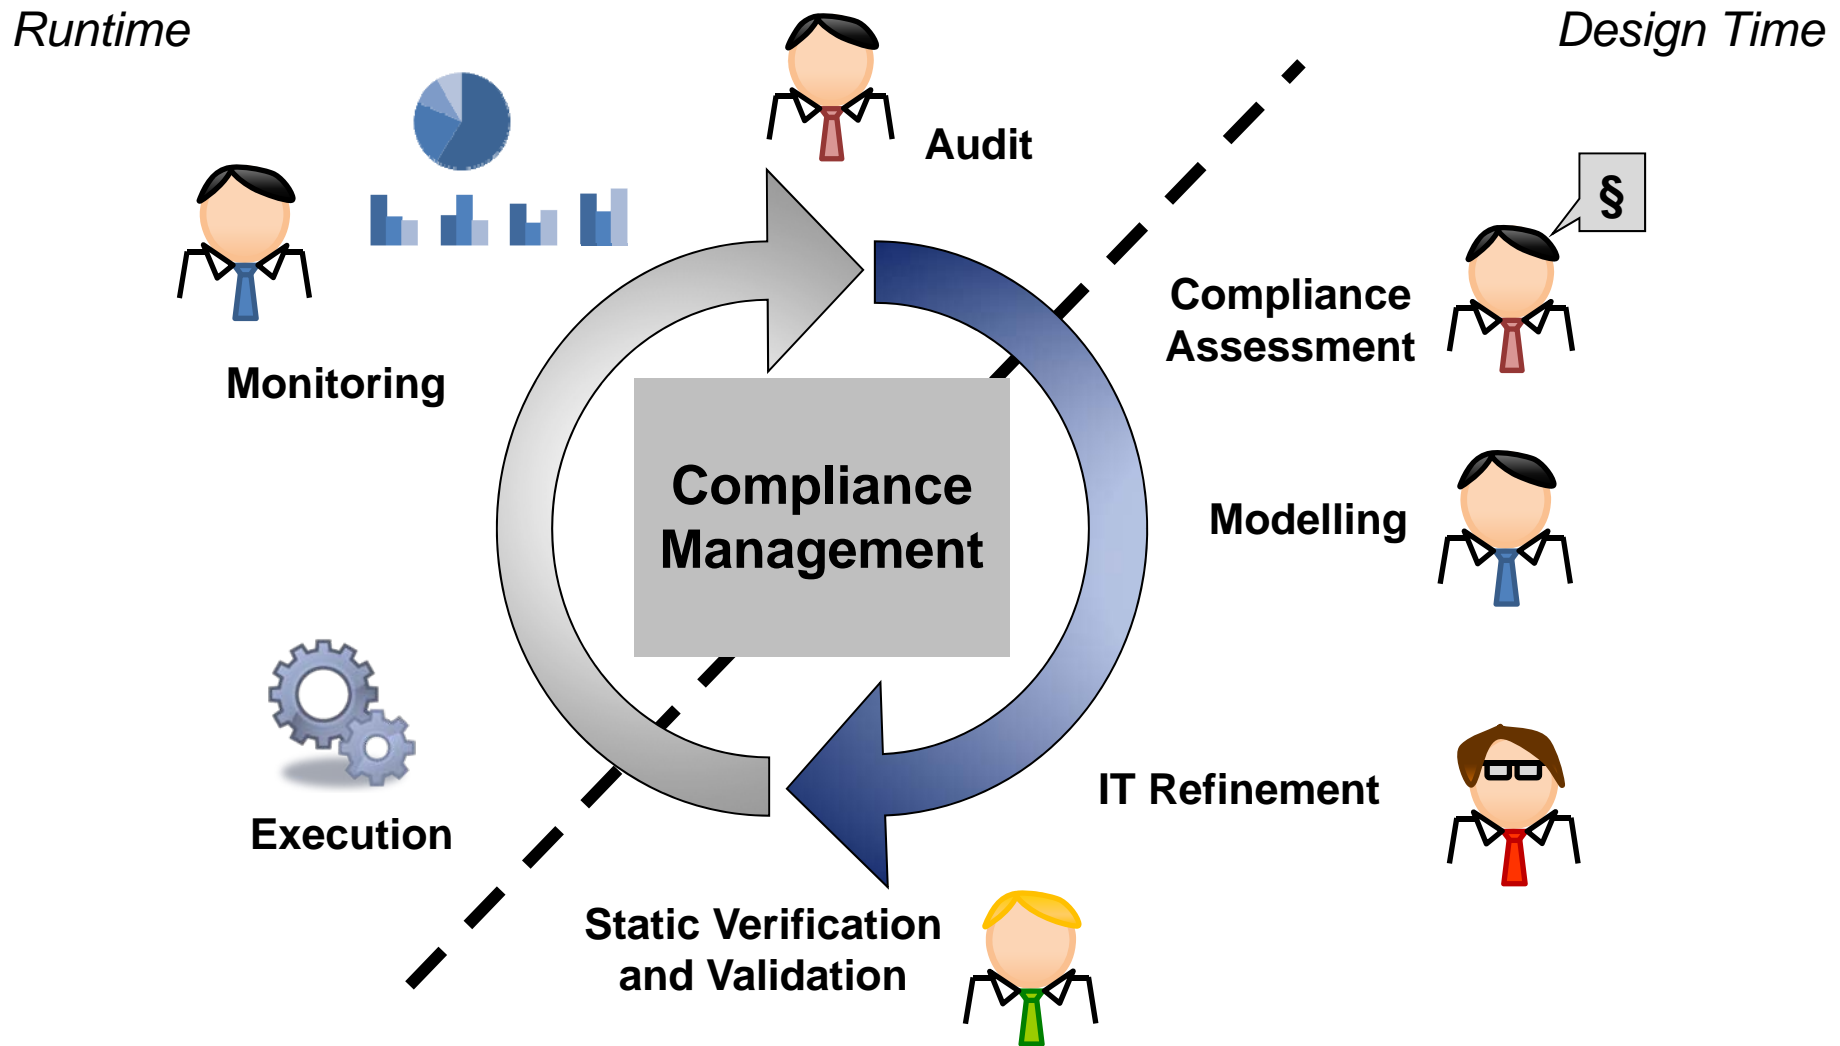 Runtime
Design Time
Audit
§
Compliance
Assessment
Monitoring
Compliance
Management
Modelling
IT Refinement
Execution
Static Verification
and Validation